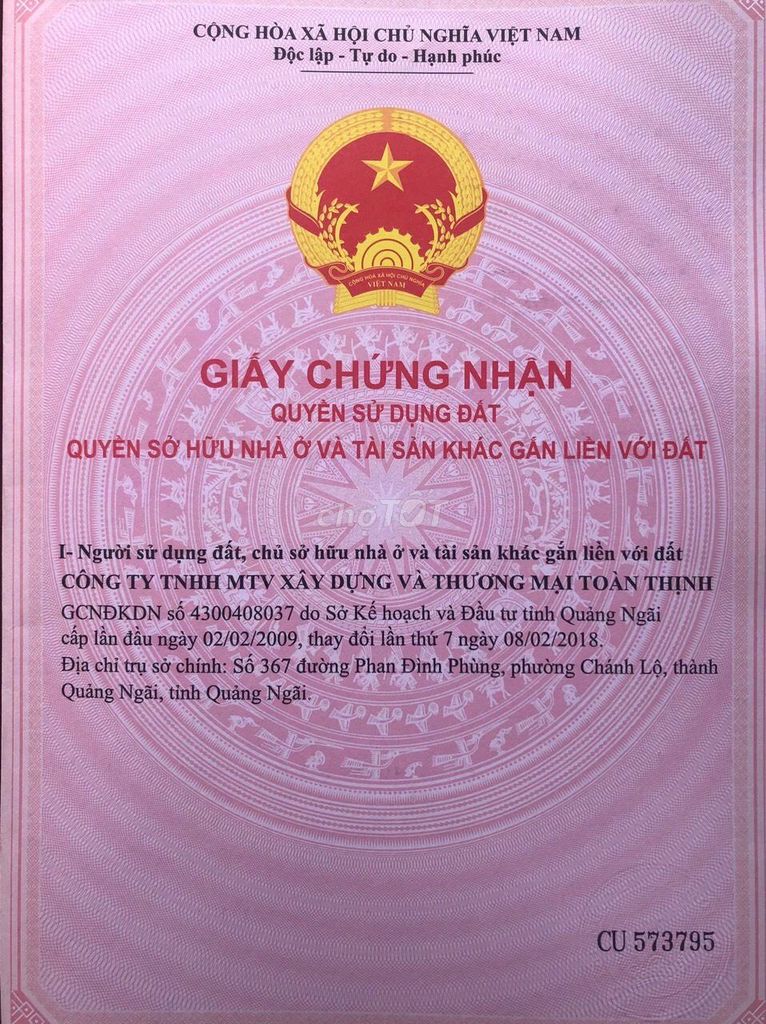 CỘNG HÒA XÃ HỘI CHỦ NGHĨA VIỆT NAM
Độc lập - Tự do - Hạnh phúc
CỘNG HÒA XÃ HỘI CHỦ NGHĨA
VIỆT NAM
GIẤY CHỨNG NHẬN
QUYỀN SỬ DỤNG ĐẤT
QUYỀN SỞ HỮU NHÀ Ở VÀ TÀI SẢN KHÁC GẮN LIỀN VỚI ĐẤT
choTỐT
I- Người sử dụng đất, chủ sở hữu nhà ở và tài sản khác gắn liền với đất
CÔNG TY TNHH MTV XÂY DỰNG VÀ THƯƠNG MẠI TOÀN THỊNH
GCNĐKDN số 4300408037 do Sở Kế hoạch và Đầu tư tỉnh Quảng Ngãi
cấp lần đầu ngày 02/02/2009, thay đổi lần thứ 7 ngày 08/02/2018.
Địa chỉ trụ sở chính: Số 367 đường Phan Đình Phùng, phường Chánh Lộ, thành
Quảng Ngãi, tỉnh Quảng Ngãi.
CU 573795